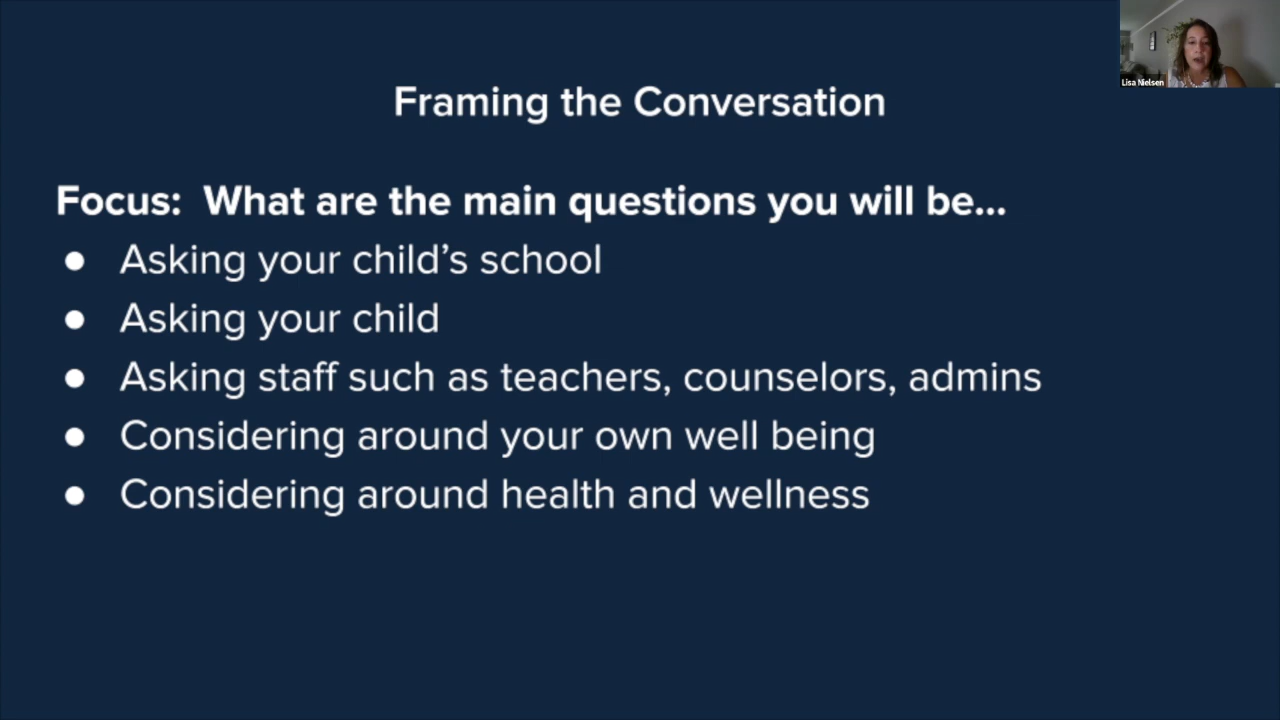 Lisa Nielsen
Framing the Conversation
Focus:  What are the main questions you will be...
● Asking your child’s school
● Asking your child
● Asking staff such as teachers, counselors, admins
● Considering around your own well being
● Considering around health and wellness